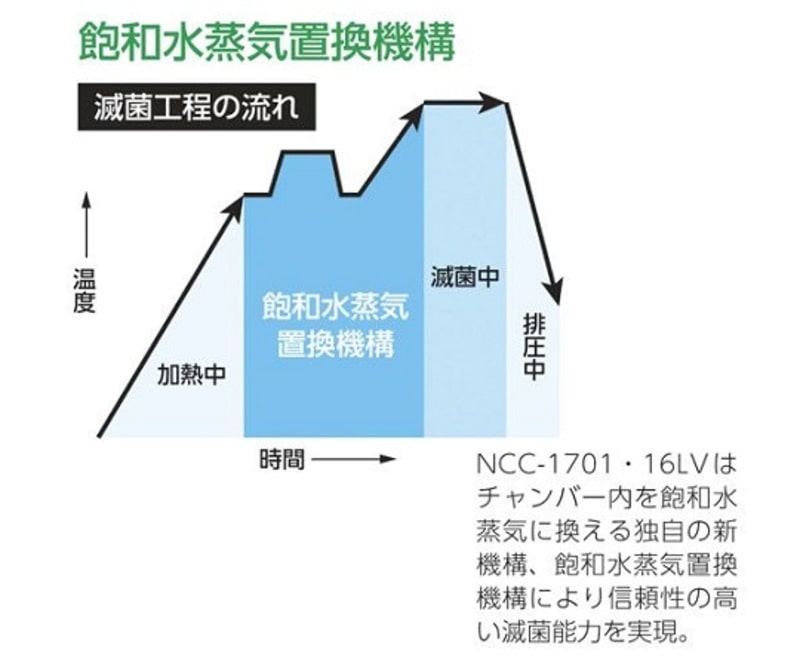 飽和水蒸気置換機構
滅菌工程の流れ
温度
加熱中
飽和水蒸気
置換機構
滅菌中
排圧中
時間
NCC-1701・16LVは
チャンバー内を飽和水
蒸気に換える独自の新
機構、飽和水蒸気置換
機構により信頼性の高
い滅菌能力を実現。